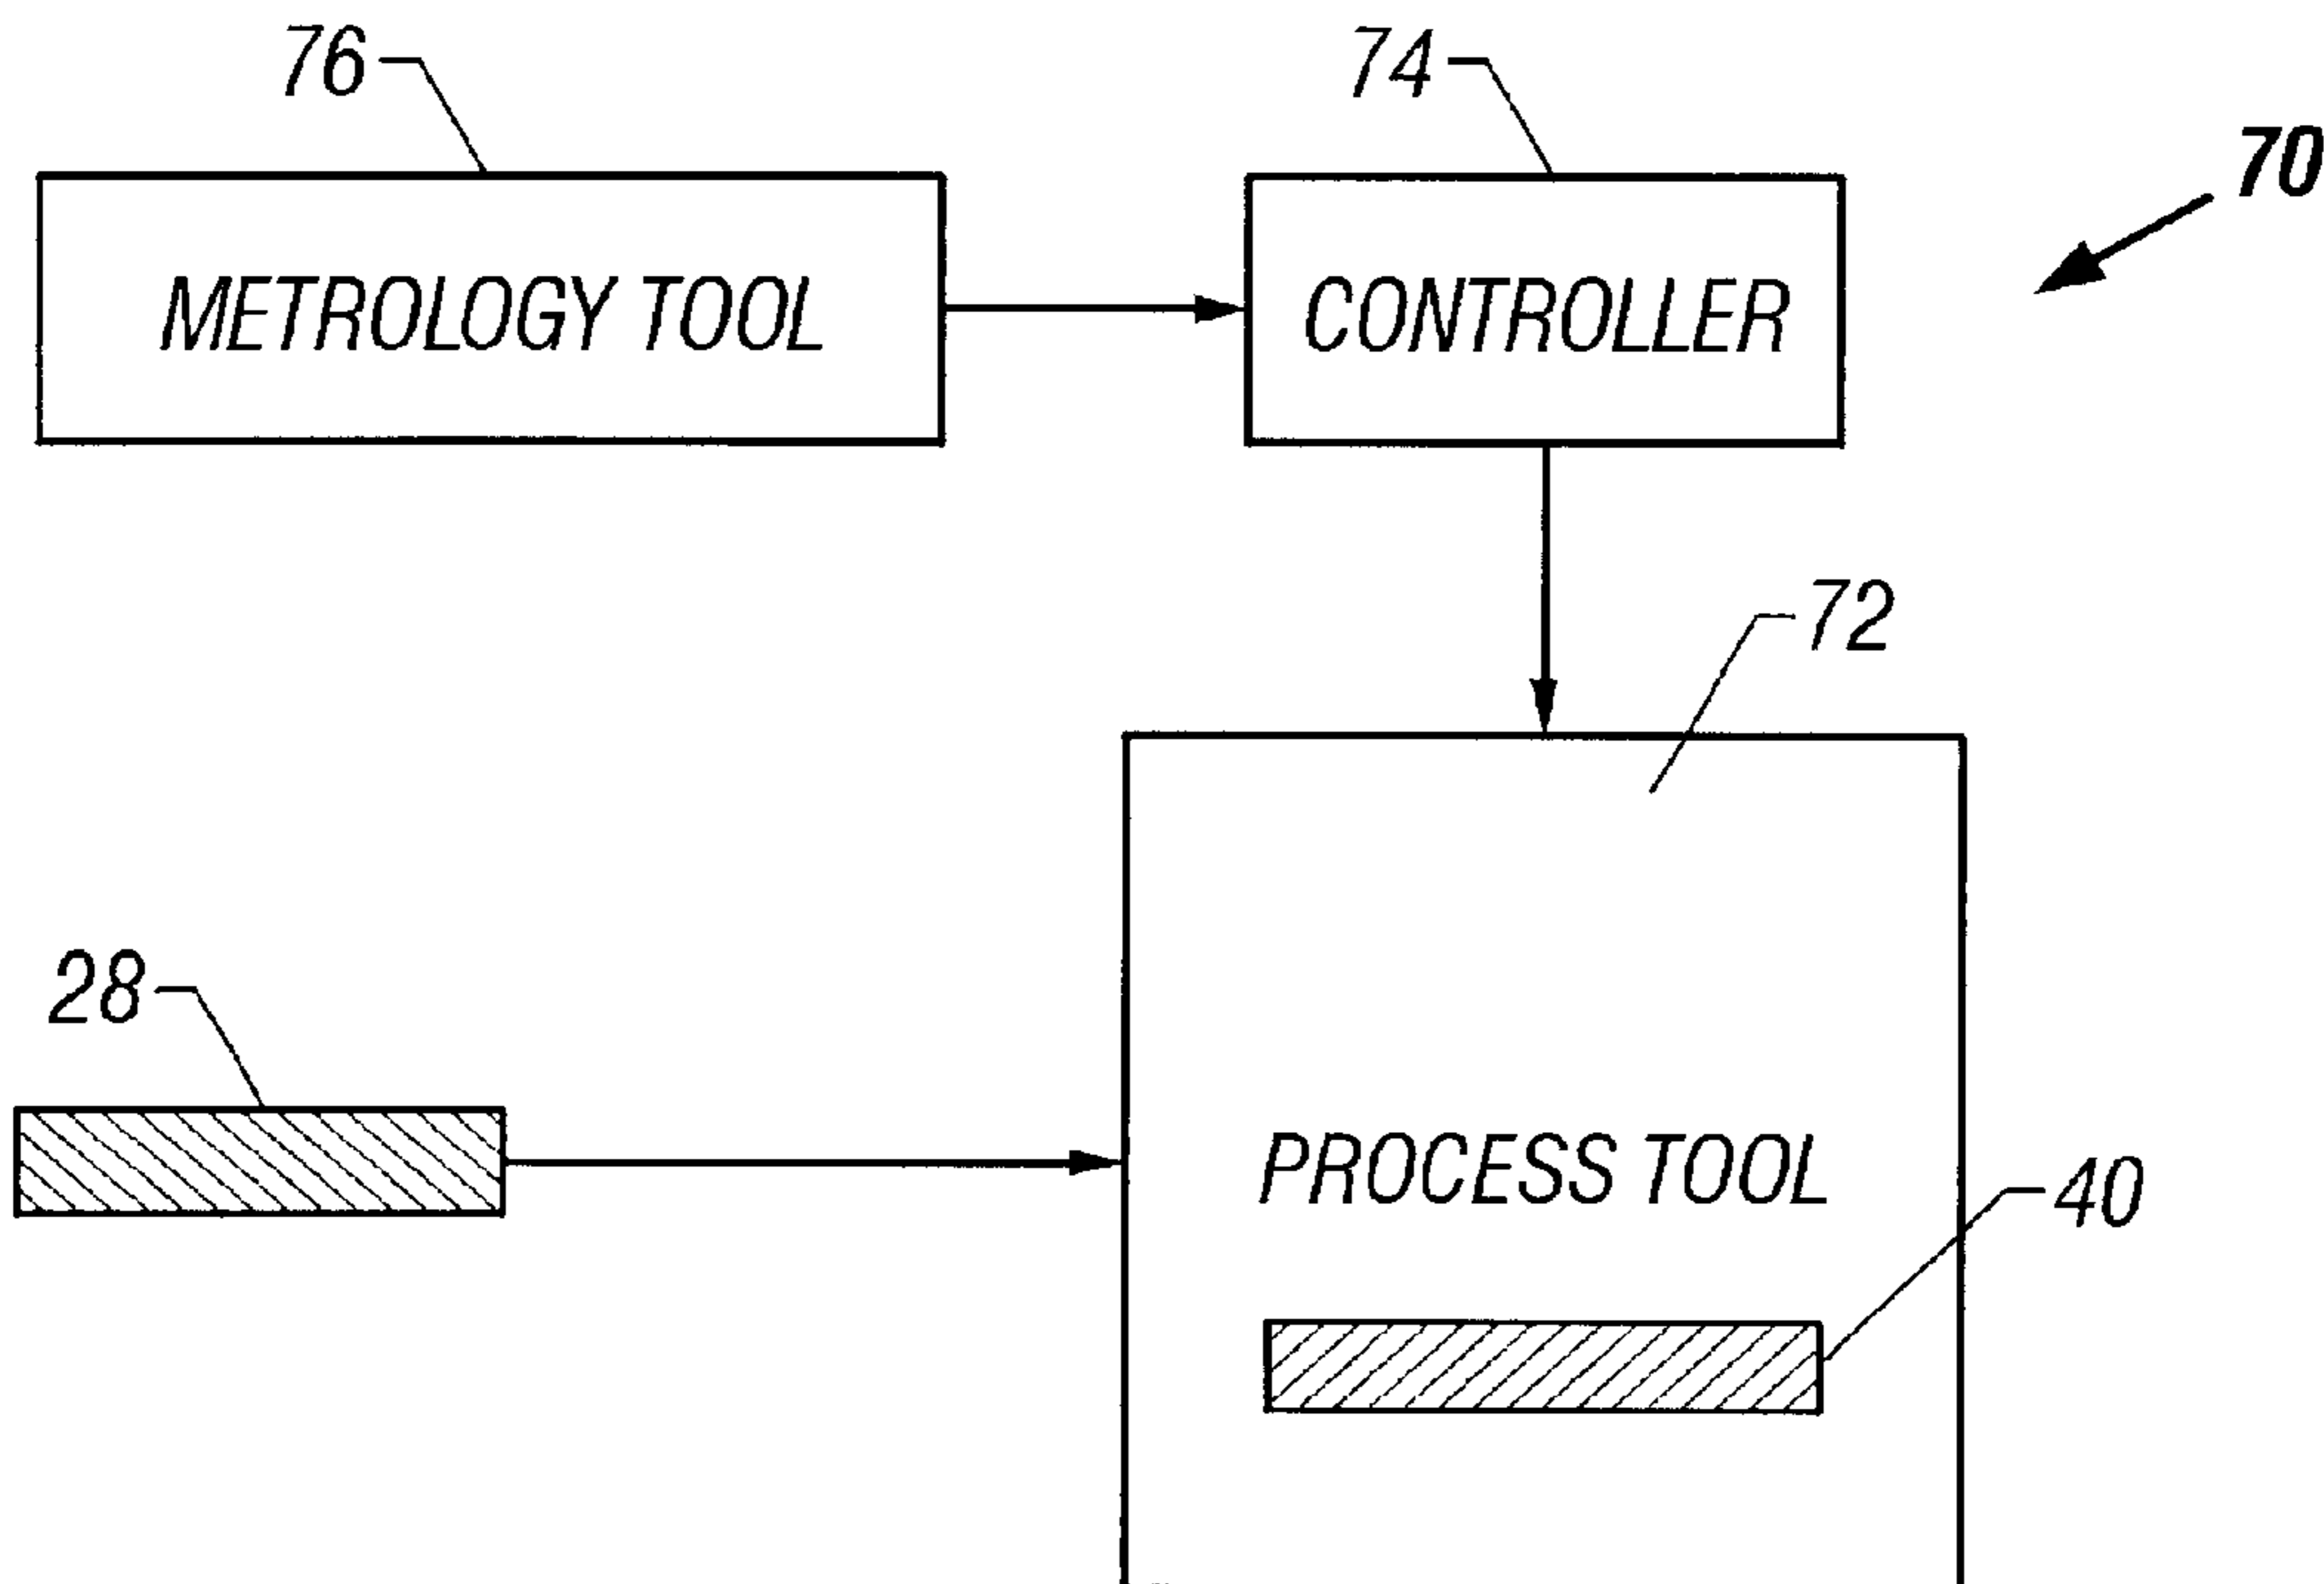 76
74
70
METROLOGY TOOL
CONTROLLER
72
28
PROCESS TOOL
40